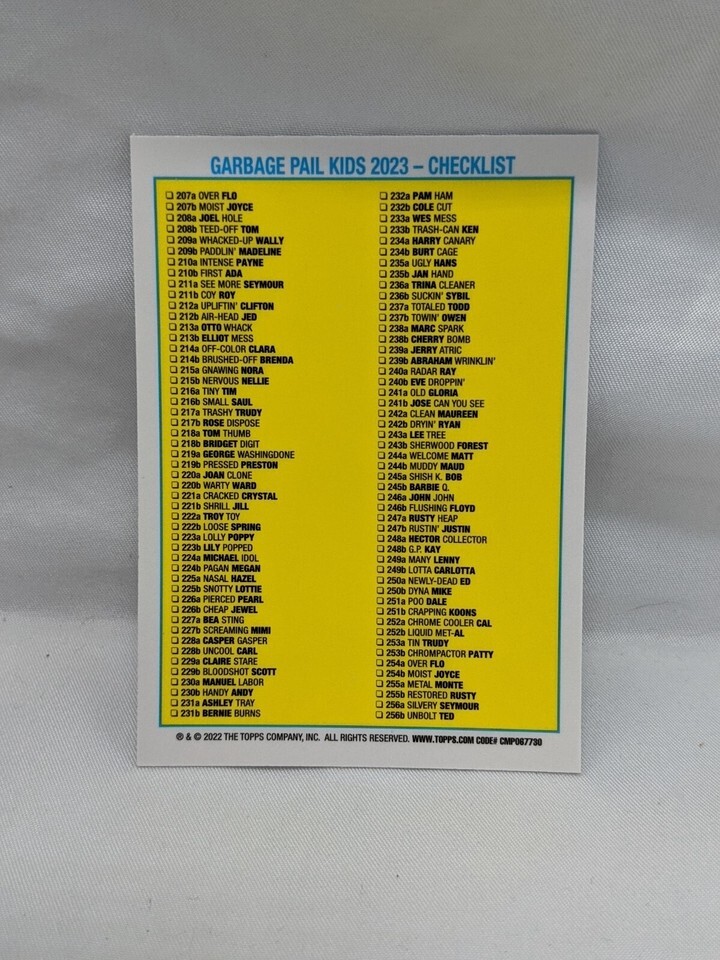 GARBAGE PAIL KIDS 2023 – CHECKLIST
207a OVER FLO
207b MOIST JOYCE
208a JOEL HOLE
208b TEED-OFF TOM
209a WHACKED-UP WALLY
209b PADDLIN' MADELINE
210a INTENSE PAYNE
210b FIRST ADA
211a SEE MORE SEYMOUR
211b COY ROY
212a UPLIFTIN' CLIFTON
212b AIR-HEAD JED
213a OTTO WHACK
213b ELLIOT MESS
214a OFF-COLOR CLARA
214b BRUSHED-OFF BRENDA
215a GNAWING NORA
215b NERVOUS NELLIE
216a TINY TIM
216b SMALL SAUL
217a TRASHY TRUDY
217b ROSE DISPOSE
218a TOM THUMB
218b BRIDGET DIGIT
219a GEORGE WASHINGDONE
219b PRESSED PRESTON
220a JOAN CLONE
220b WARTY WARD
221a CRACKED CRYSTAL
221b SHRILL JILL
222a TROY TOY
222b LOOSE SPRING
223a LOLLY POPPY
223b LILY POPPED
224a MICHAEL IDOL
224b PAGAN MEGAN
225a NASAL HAZEL
225b SNOTTY LOTTIE
226a PIERCED PEARL
226b CHEAP JEWEL
227a BEA STING
227b SCREAMING MIMI
228a CASPER GASPER
228b UNCOOL CARL
229a CLAIRE STARE
229b BLOODSHOT SCOTT
230a MANUEL LABOR
230b HANDY ANDY
231a ASHLEY TRAY
231b BERNIE BURNS
232a PAM HAM
232b COLE CUT
233a WES MESS
233b TRASH-CAN KEN
234a HARRY CANARY
234b BURT CAGE
235a UGLY HANS
235b JAN HAND
236a TRINA CLEANER
236b SUCKIN' SYBIL
237a TOTALED TODD
237b TOWIN' OWEN
238a MARC SPARK
238b CHERRY BOMB
239a JERRY ATRIC
239b ABRAHAM WRINKLIN'
240a RADAR RAY
240b EVE DROPPIN'
241a OLD GLORIA
241b JOSE CAN YOU SEE
242a CLEAN MAUREEN
242b DRYIN' RYAN
243a LEE TREE
243b SHERWOOD FOREST
244a WELCOME MATT
244b MUDDY MAUD
245a SHISH K. BOB
245b BARBIE Q.
246a JOHN JOHN
246b FLUSHING FLOYD
247a RUSTY HEAP
247b RUSTIN' JUSTIN
248a HECTOR COLLECTOR
248b G.P. KAY
249a MANY LENNY
249b LOTTA CARLOTTA
250a NEWLY-DEAD ED
250b DYNA MIKE
251a POO DALE
251b CRAPPING KOONS
252a CHROME COOLER CAL
252b LIQUID MET-AL
253a TIN TRUDY
253b CHROMPACTOR PATTY
254a OVER FLO
254b MOIST JOYCE
255a METAL MONTE
255b RESTORED RUSTY
256a SILVERY SEYMOUR
256b UNBOLT TED
® & © 2022 THE TOPPS COMPANY, INC. ALL RIGHTS RESERVED. WWW.TOPPS.COM CODE# CMP067730